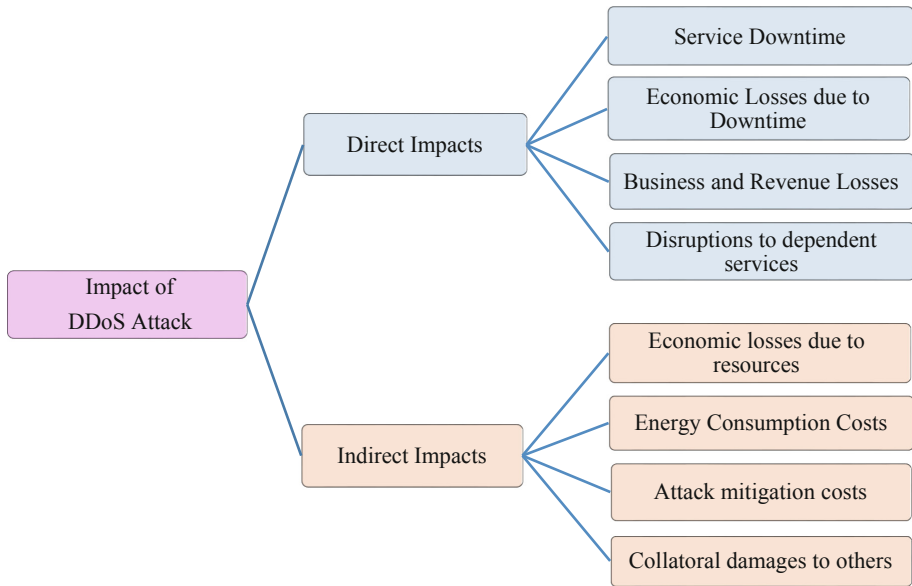 Impact of
DDoS Attack
Direct Impacts
Service Downtime
Economic Losses due to
Downtime
Business and Revenue Losses
Disruptions to dependent
services
Indirect Impacts
Economic losses due to
resources
Energy Consumption Costs
Attack mitigation costs
Collatoral damages to others